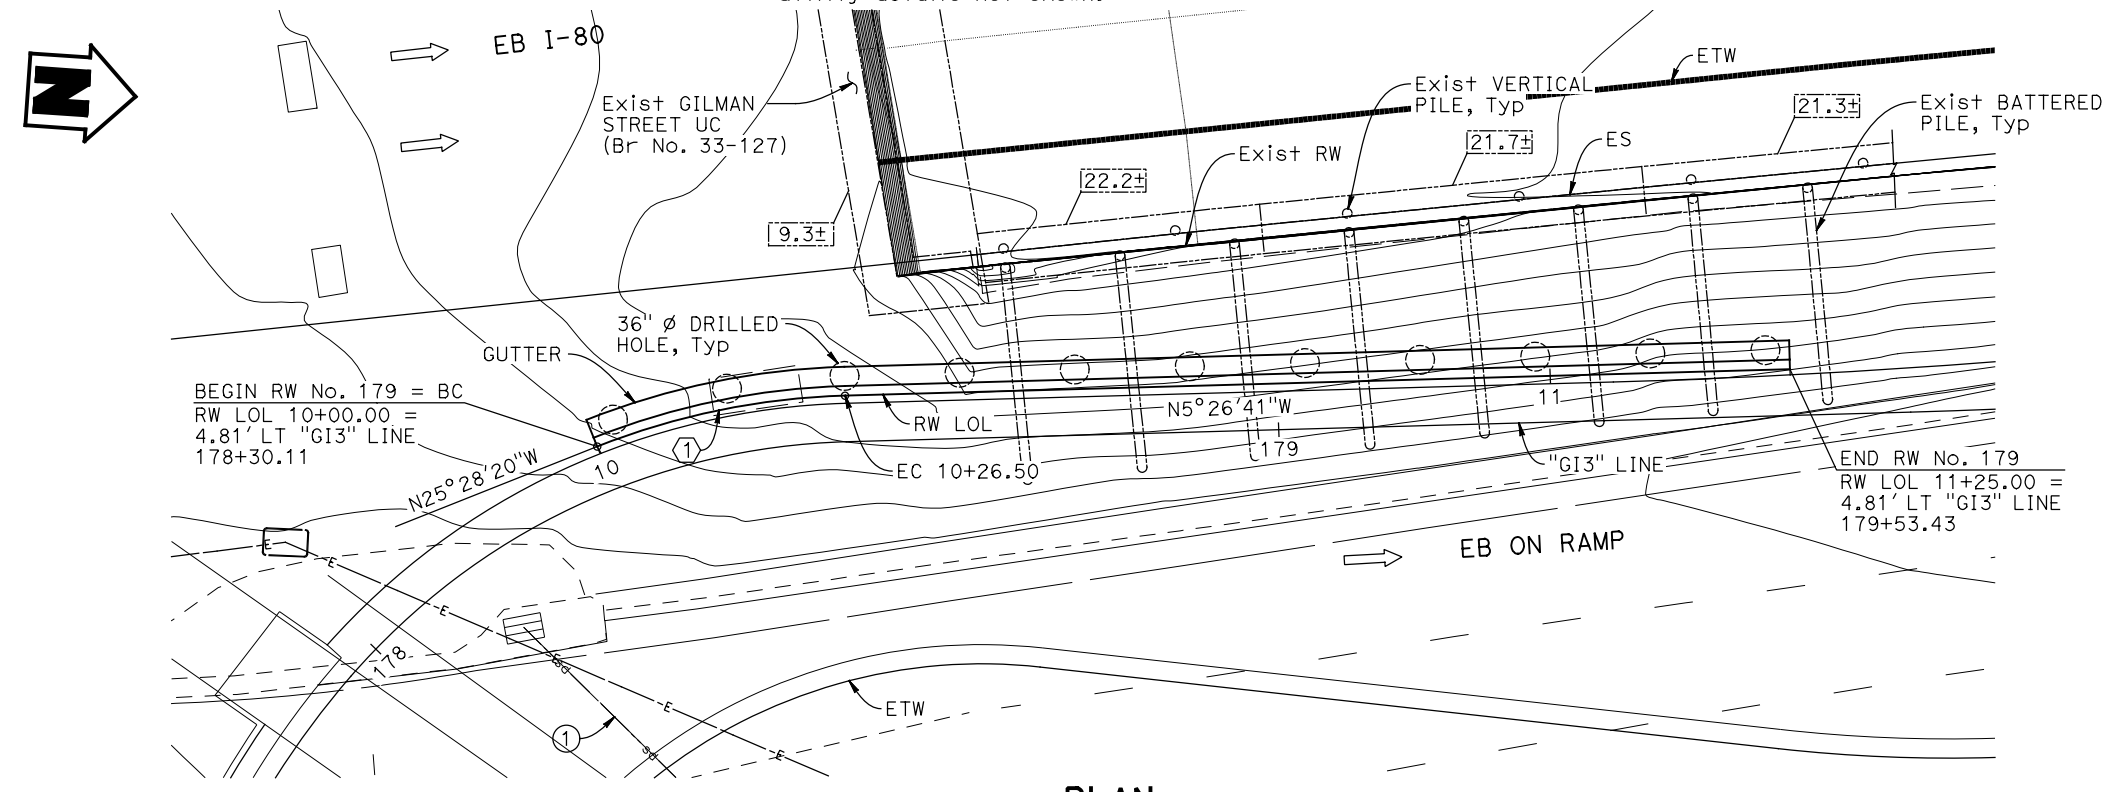 N
EB I-80
Exist GILMAN
STREET UC
(Br No. 33-127)
Exist VERTICAL
PILE, Typ
ETW
21.3±
Exist BATTERED
PILE, Typ
21.7±
ES
Exist RW
22.2±
9.3±
36" Ø DRILLED
HOLE, Typ
GUTTER
BEGIN RW No. 179 = BC
RW LOL 10+00.00 =
4.81' LT "GI3" LINE
178+30.11
N25°28'20"W
10
1
RW LOL
EC 10+26.50
N5°26'41"W
179
11
"GI3" LINE
END RW No. 179
RW LOL 11+25.00 =
4.81' LT "GI3" LINE
179+53.43
EB ON RAMP
E
E
E
E
E
178
1
ETW